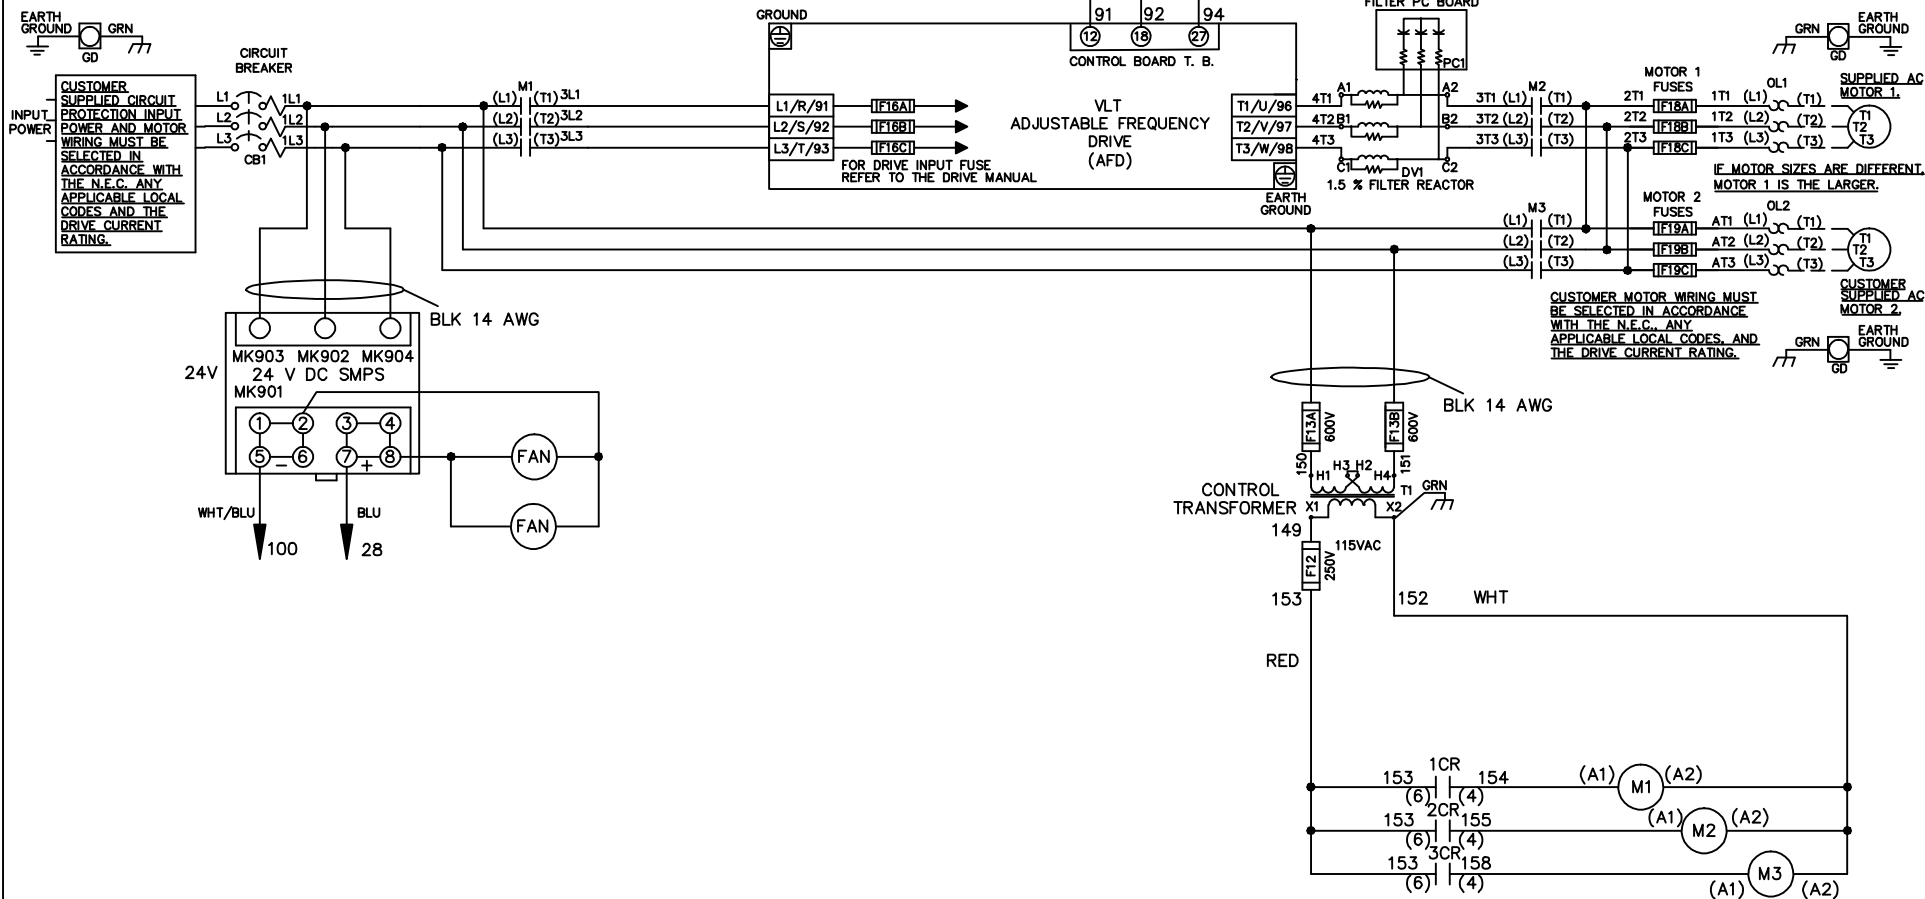 EARTH
GROUND
GRN
GD
CUSTOMER
SUPPLIED CIRCUIT
PROTECTION INPUT
POWER AND MOTOR
WIRING MUST BE
SELECTED IN
ACCORDANCE WITH
THE N.E.C. ANY
APPLICABLE LOCAL
CODES AND THE
DRIVE CURRENT
RATING.
INPUT
POWER
CIRCUIT
BREAKER
L1
L2
L3
1L1
1L2
1L3
CB1
M1
(L1) (T1) 3L1
(L2) (T2) 3L2
(L3) (T3) 3L3
GROUND
L1/R/91
L2/S/92
L3/T/93
F16A
F16B
F16C
FOR DRIVE INPUT FUSE
REFER TO THE DRIVE MANUAL
91 92 94
12 18 27
CONTROL BOARD T. B.
VLT
ADJUSTABLE FREQUENCY
DRIVE
(AFD)
T1/U/96
T2/V/97
T3/W/98
EARTH
GROUND
FILTER PC BOARD
PC1
4T1 A1 A2
4T2 B1 B2
4T3 C1 C2
DV1
1.5 % FILTER REACTOR
M2
3T1 (L1) (T1)
3T2 (L2) (T2)
3T3 (L3) (T3)
MOTOR 1
FUSES
2T1 F18A 1T1 (L1) (T1)
2T2 F18B 1T2 (L2) (T2)
2T3 F18C 1T3 (L3) (T3)
OL1
T1
T2
T3
GRN
GD
EARTH
GROUND
SUPPLIED AC
MOTOR 1.
IF MOTOR SIZES ARE DIFFERENT,
MOTOR 1 IS THE LARGER.
M3
(L1) (T1)
(L2) (T2)
(L3) (T3)
MOTOR 2
FUSES
F19A AT1 (L1) (T1)
F19B AT2 (L2) (T2)
F19C AT3 (L3) (T3)
OL2
T1
T2
T3
CUSTOMER
SUPPLIED AC
MOTOR 2.
CUSTOMER MOTOR WIRING MUST
BE SELECTED IN ACCORDANCE
WITH THE N.E.C., ANY
APPLICABLE LOCAL CODES, AND
THE DRIVE CURRENT RATING.
GRN
GD
EARTH
GROUND
BLK 14 AWG
MK903 MK902 MK904
24V
24 V DC SMPS
MK901
1 2 3 4
5 – 6 7 + 8
FAN
FAN
WHT/BLU
BLU
100
28
BLK 14 AWG
F13A
600V
F13B
600V
150
151
H1 H3 H2 H4
T1
GRN
CONTROL
TRANSFORMER
X1
X2
149
115VAC
F12
250V
153
152
WHT
RED
1CR
153 154
(6) (4)
(A1) M1 (A2)
2CR
153 155
(6) (4)
(A1) M2 (A2)
3CR
153 158
(6) (4)
(A1) M3 (A2)